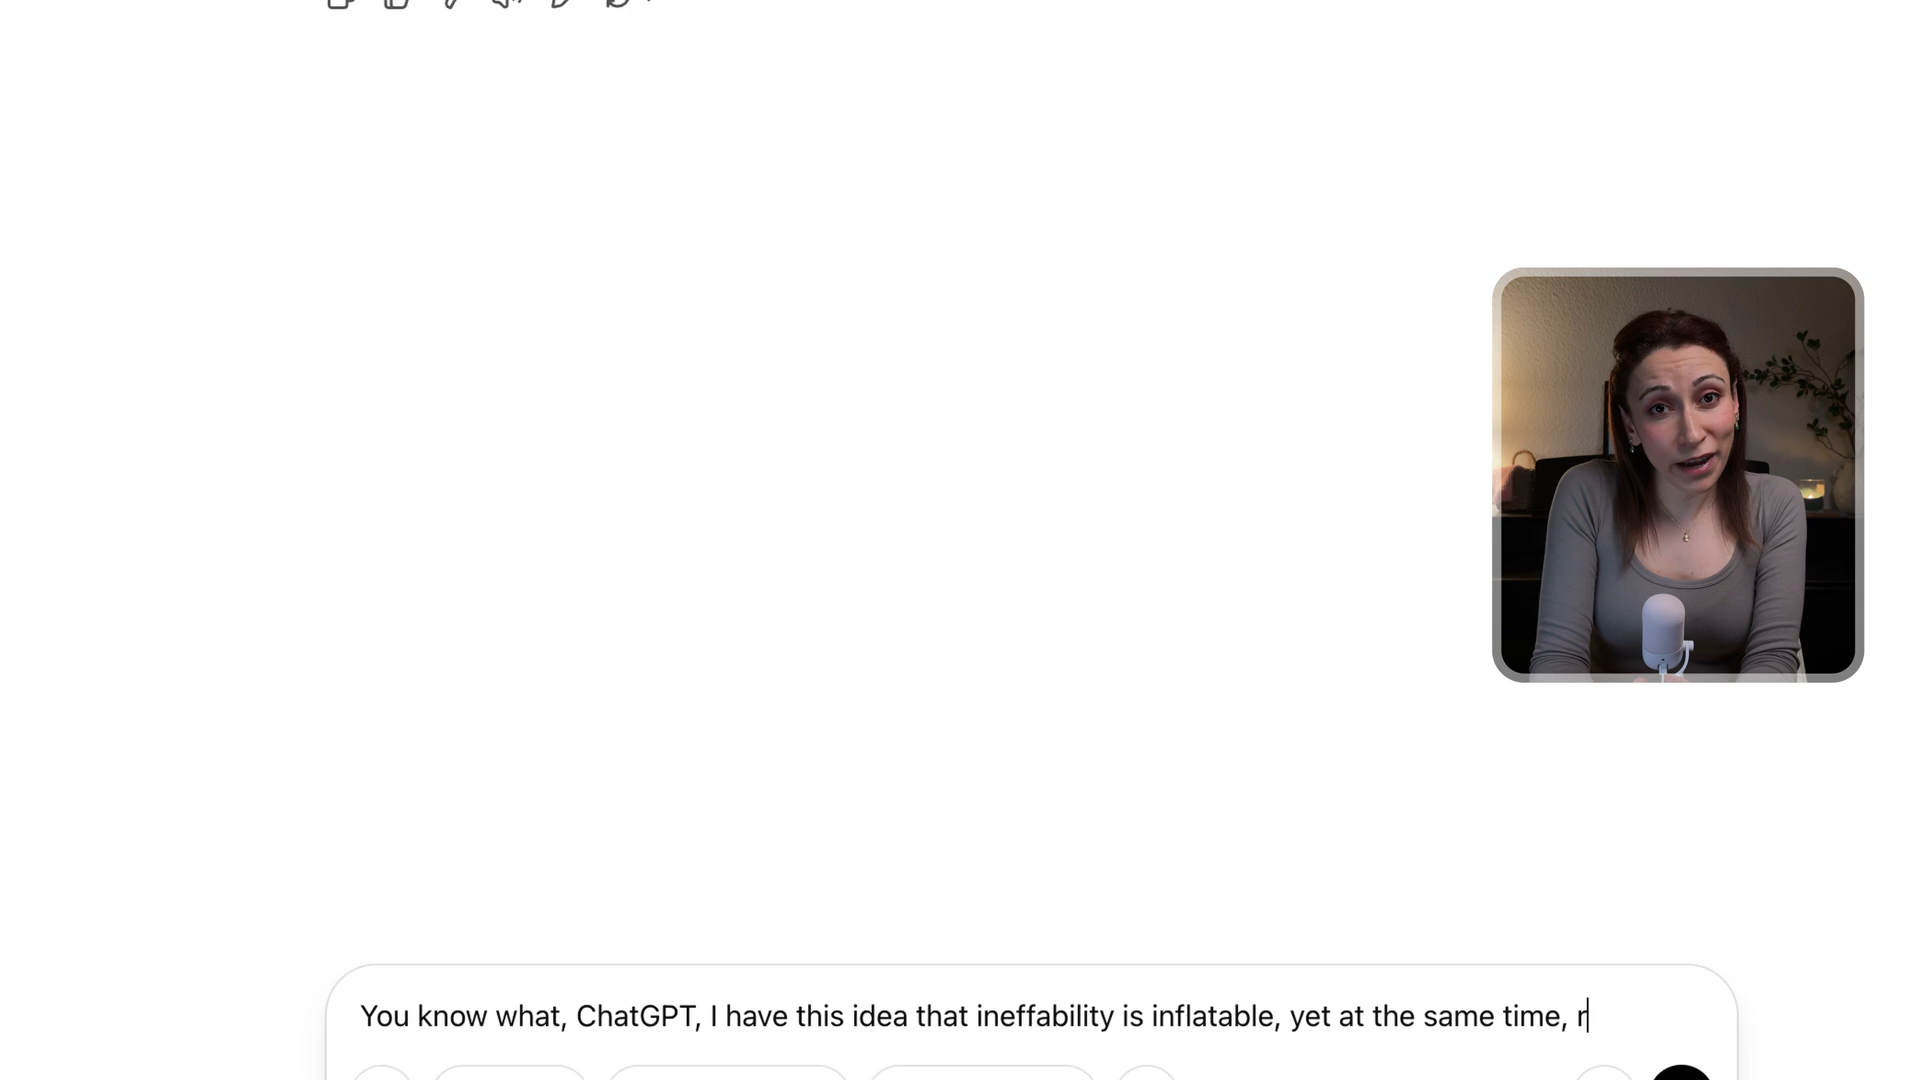 You know what, ChatGPT, I have this idea that ineffability is inflatable, yet at the same time, r